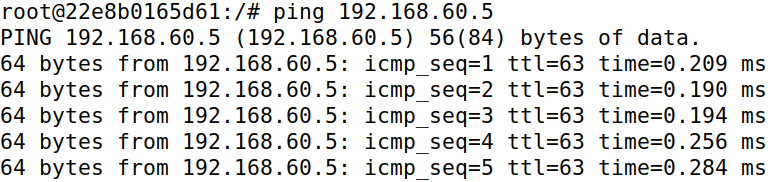 root@22e8b0165d61:/# ping 192.168.60.5
PING 192.168.60.5 (192.168.60.5) 56(84) bytes of data.
64 bytes from 192.168.60.5: icmp_seq=1 ttl=63 time=0.209 ms
64 bytes from 192.168.60.5: icmp_seq=2 ttl=63 time=0.190 ms
64 bytes from 192.168.60.5: icmp_seq=3 ttl=63 time=0.194 ms
64 bytes from 192.168.60.5: icmp_seq=4 ttl=63 time=0.256 ms
64 bytes from 192.168.60.5: icmp_seq=5 ttl=63 time=0.284 ms